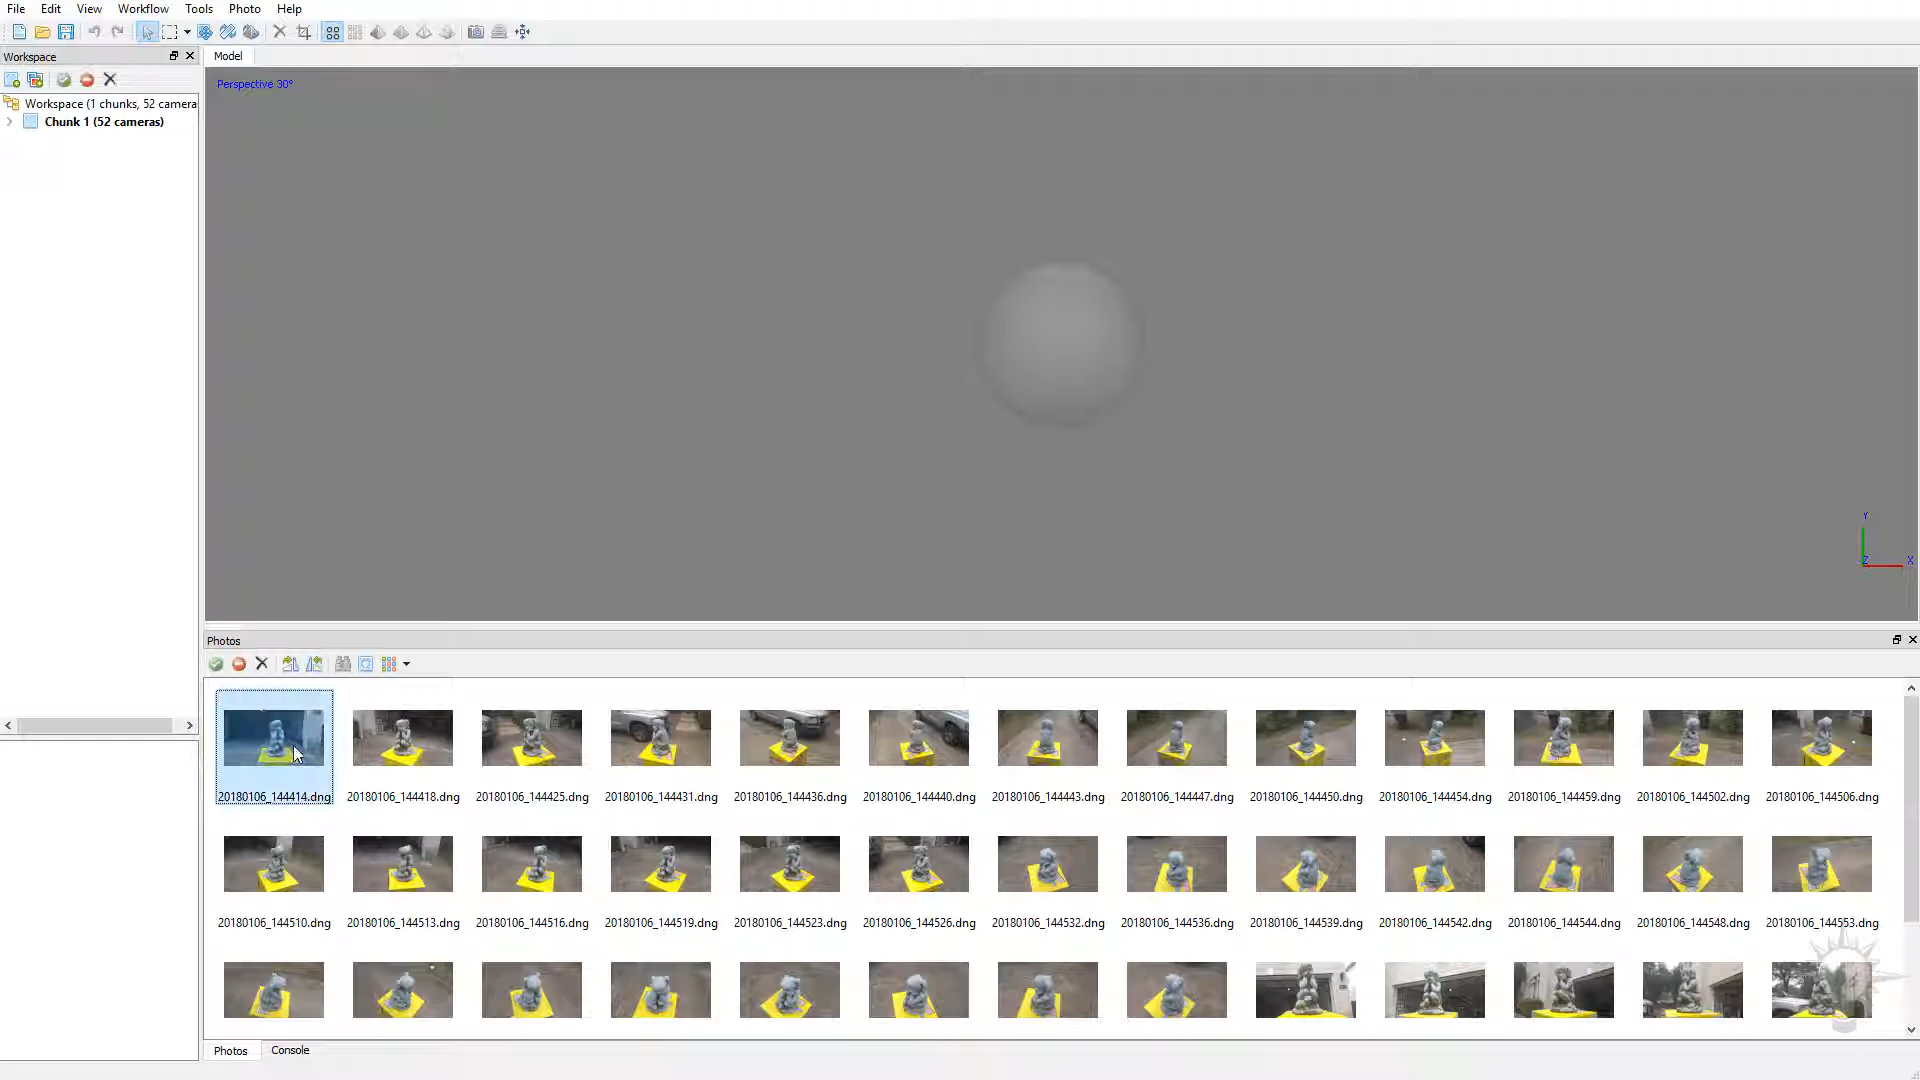 File Edit View Workflow Tools Photo Help
Workspace
Model
Perspective 30°
Workspace (1 chunks, 52 camera
Chunk 1 (52 cameras)
Y
Z X
Photos
20180106_144414.dng 20180106_144418.dng 20180106_144425.dng 20180106_144431.dng 20180106_144436.dng 20180106_144440.dng 20180106_144443.dng 20180106_144447.dng 20180106_144450.dng 20180106_144454.dng 20180106_144459.dng 20180106_144502.dng 20180106_144506.dng
20180106_144510.dng 20180106_144513.dng 20180106_144516.dng 20180106_144519.dng 20180106_144523.dng 20180106_144526.dng 20180106_144532.dng 20180106_144536.dng 20180106_144539.dng 20180106_144542.dng 20180106_144544.dng 20180106_144548.dng 20180106_144553.dng
Photos Console